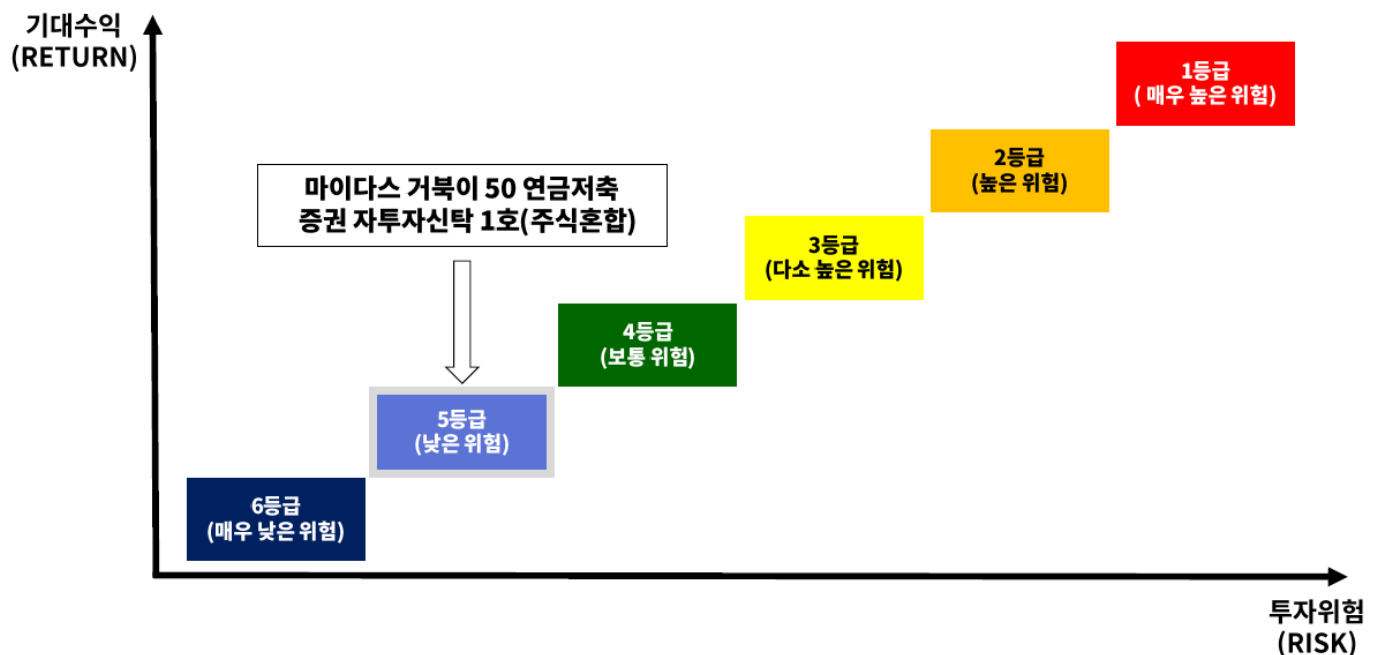 기대수익
(RETURN)
1등급
( 매우 높은 위험)
2등급
(높은 위험)
마이다스 거북이 50 연금저축
증권 자투자신탁 1호(주식혼합)
3등급
(다소 높은 위험)
4등급
(보통 위험)
5등급
(낮은 위험)
6등급
(매우 낮은 위험)
투자위험
(RISK)